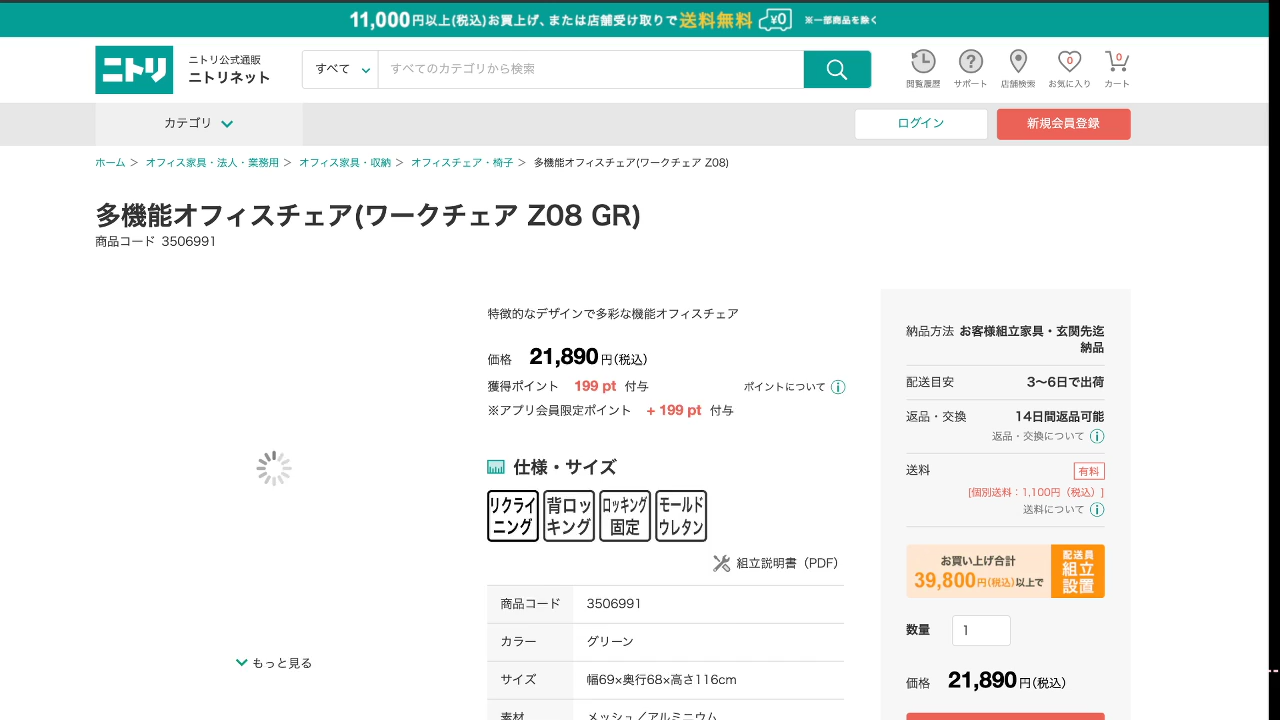 11,000円以上(税込)お買上げ、または店舗受け取りで送料無料 ¥0 ※一部商品を除く
ニトリ
ニトリ公式通販
ニトリネット
すべて
すべてのカテゴリから検索
閲覧履歴
サポート
店舗検索
0
お気に入り
0
カート
カテゴリ
ログイン
新規会員登録
ホーム > オフィス家具・法人・業務用 > オフィス家具・収納 > オフィスチェア・椅子 > 多機能オフィスチェア(ワークチェア Z08)
多機能オフィスチェア(ワークチェア Z08 GR)
商品コード 3506991
もっと見る
特徴的なデザインで多彩な機能オフィスチェア
価格 21,890円(税込)
獲得ポイント 199 pt 付与 ポイントについて
※アプリ会員限定ポイント + 199 pt 付与
仕様・サイズ
リクライニング
背ロッキング
ロッキング固定
モールドウレタン
組立説明書(PDF)
商品コード 3506991
カラー グリーン
サイズ 幅69×奥行68×高さ116cm
素材 メッシュ/アルミニウム
納品方法 お客様組立家具・玄関先迄
納品
配送目安 3〜6日で出荷
返品・交換 14日間返品可能
返品・交換について
送料 有料
[個別送料:1,100円(税込)]
送料について
お買い上げ合計
39,800円(税込)以上で
配送員
組立
設置
数量 1
価格 21,890円(税込)